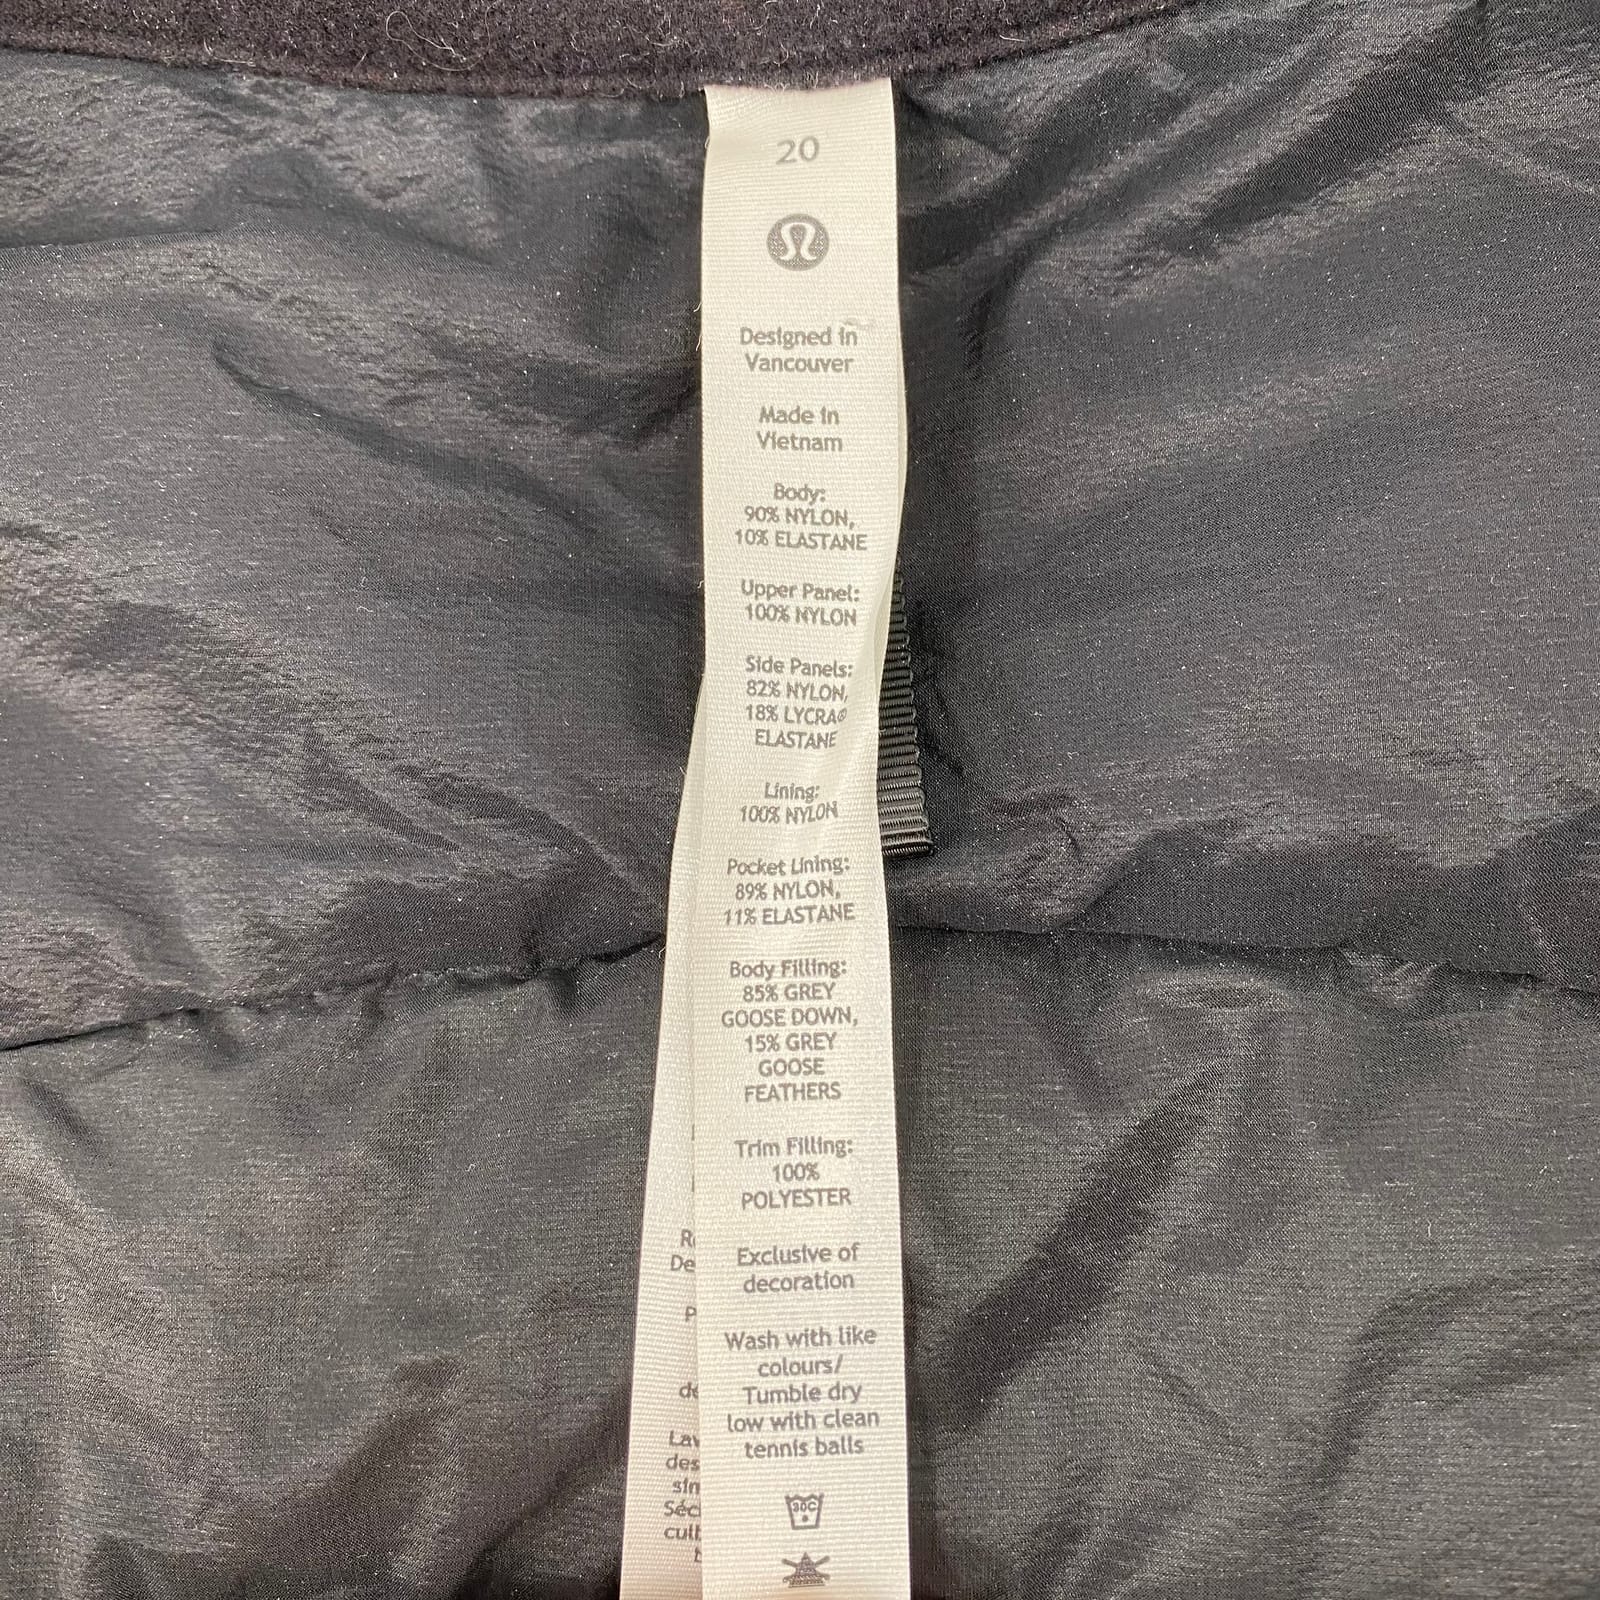 20
Designed in
Vancouver
Made in
Vietnam
Body:
90% NYLON,
10% ELASTANE
Upper Panel:
100% NYLON
Side Panels:
82% NYLON,
18% LYCRA®
ELASTANE
Lining:
100% NYLON
Pocket Lining:
89% NYLON,
11% ELASTANE
Body Filling:
85% GREY
GOOSE DOWN,
15% GREY
GOOSE
FEATHERS
Trim Filling:
100%
POLYESTER
Exclusive of
decoration
Wash with like
colours/
Tumble dry
low with clean
tennis balls
30C